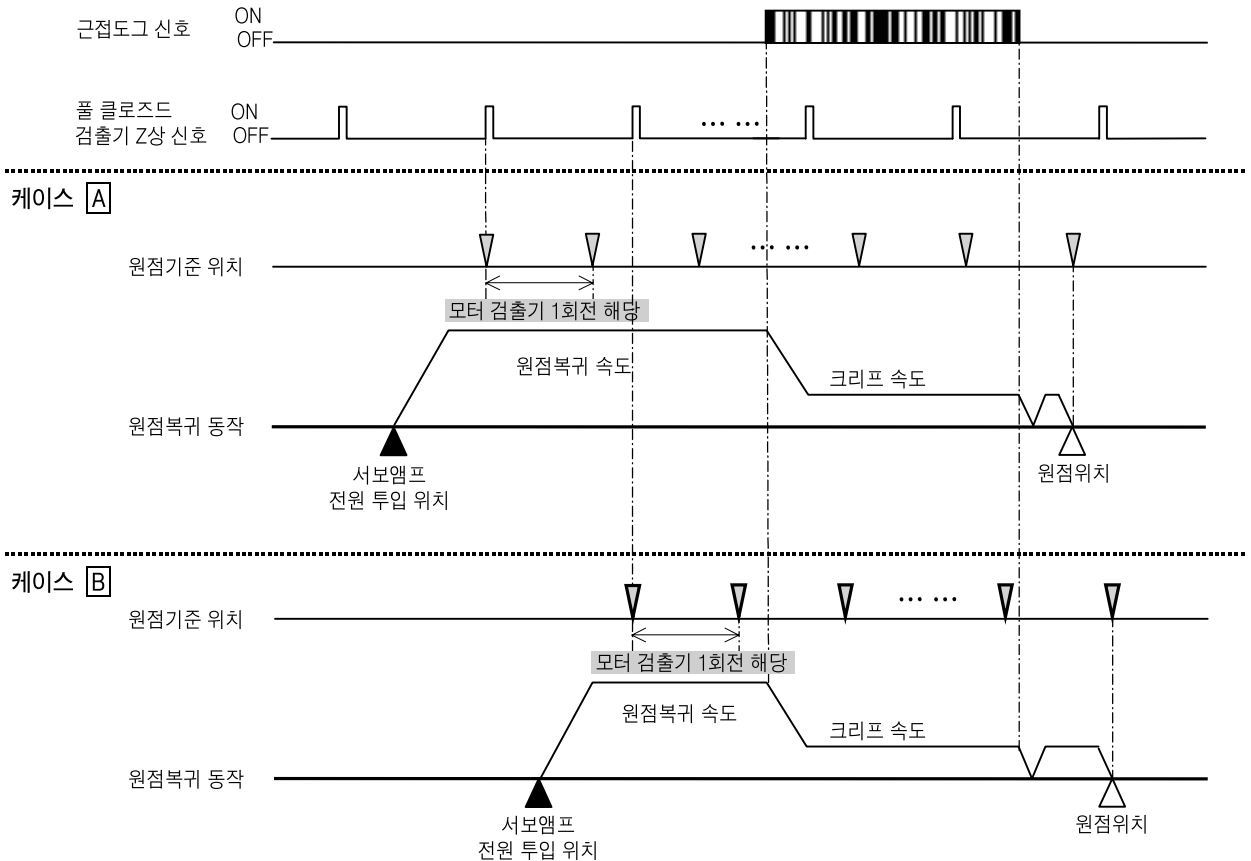 근접도그 신호 ON
OFF
풀 클로즈드 ON
검출기 Z상 신호 OFF
... ...
케이스 A
원점기준 위치
... ...
모터 검출기 1회전 해당
원점복귀 속도
크리프 속도
원점복귀 동작
서보앰프
전원 투입 위치
원점위치
케이스 B
원점기준 위치
... ...
모터 검출기 1회전 해당
원점복귀 속도
크리프 속도
원점복귀 동작
서보앰프
전원 투입 위치
원점위치